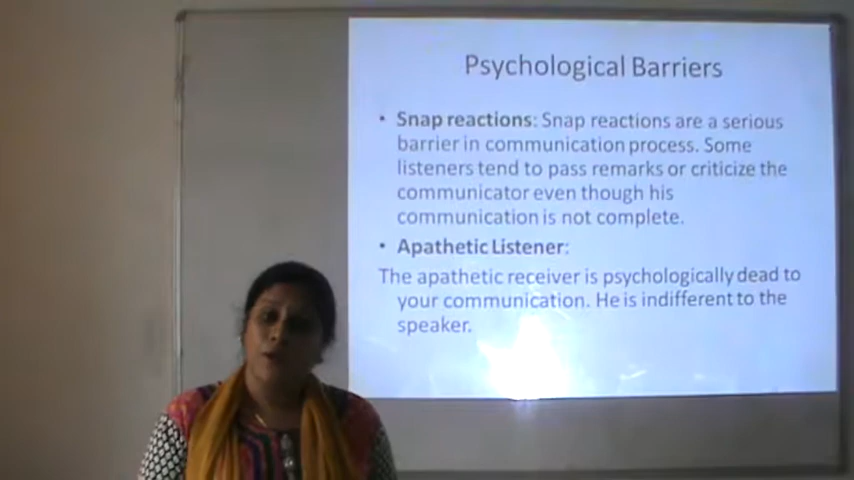 Psychological Barriers
• Snap reactions: Snap reactions are a serious
barrier in communication process. Some
listeners tend to pass remarks or criticize the
communicator even though his
communication is not complete.
• Apathetic Listener:
The apathetic receiver is psychologically dead to
your communication. He is indifferent to the
speaker.